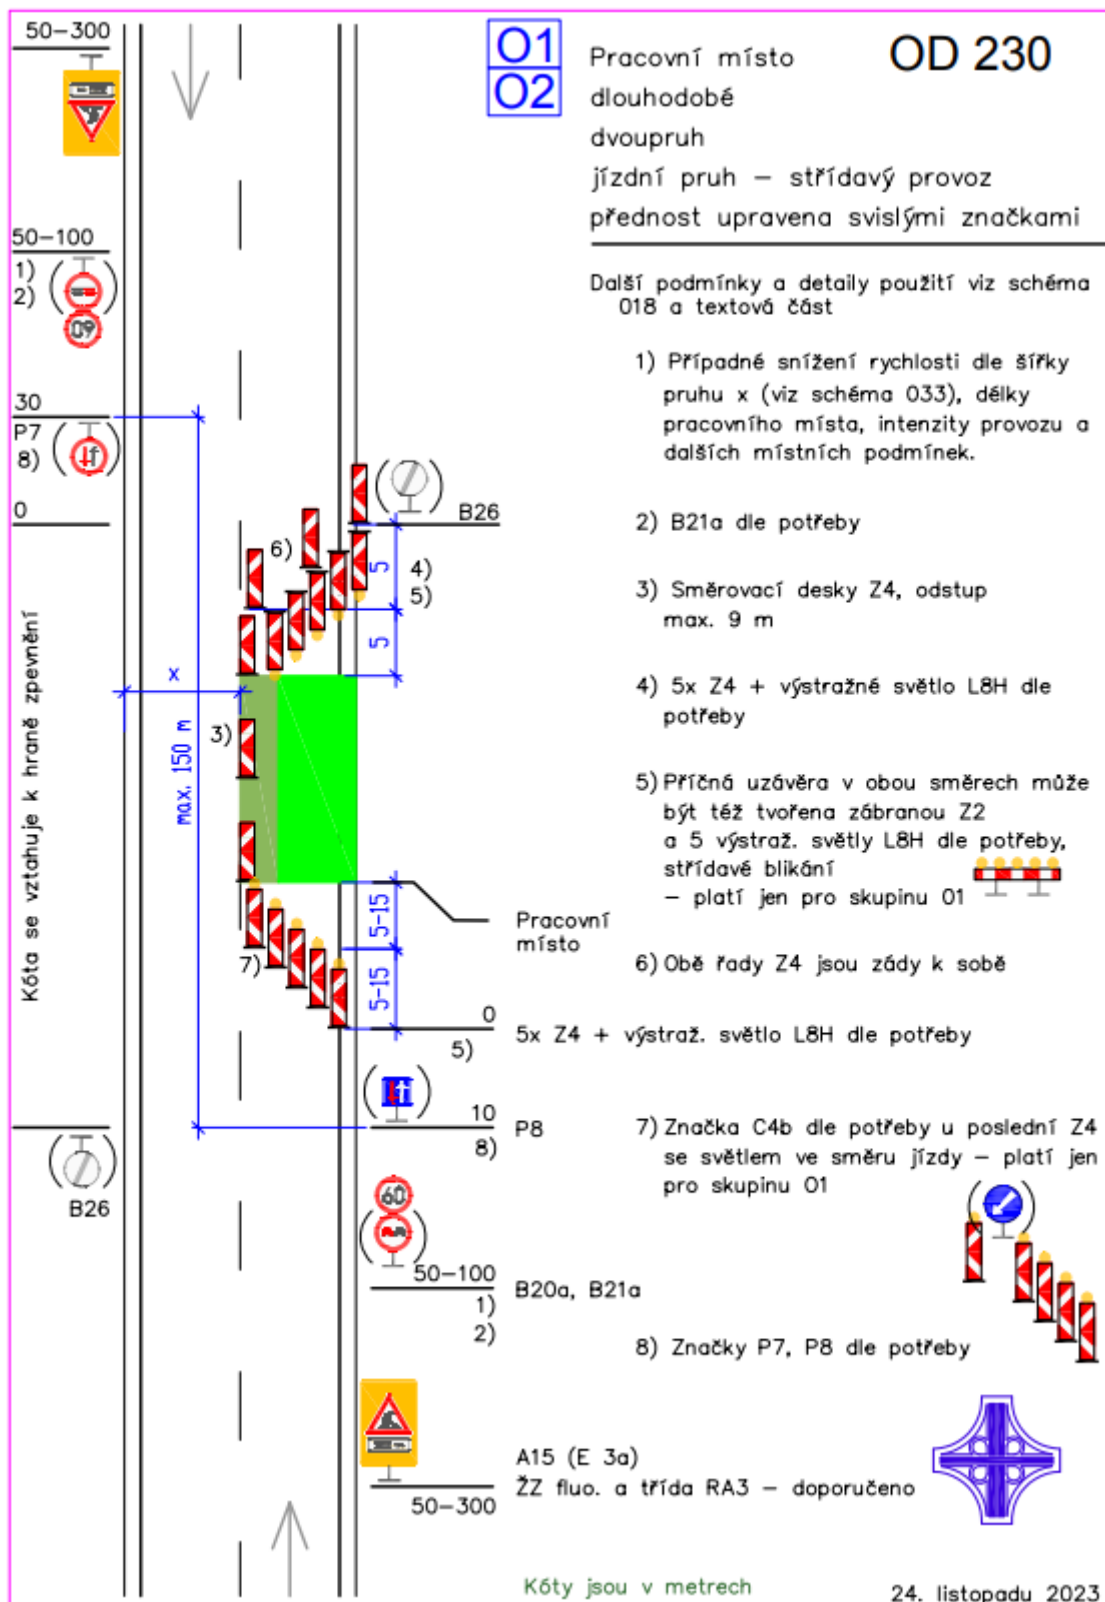 50-300
O1
O2
Pracovní místo
OD 230
dlouhodobé
dvoupruh
jízdní pruh – střídavý provoz
přednost upravena svislými značkami
50-100
1)
2)
60
Další podmínky a detaily použití viz schéma
018 a textová část
1) Případné snížení rychlosti dle šířky
pruhu x (viz schéma 033), délky
pracovního místa, intenzity provozu a
dalších místních podmínek.
30
P7
8)
0
B26
2) B21a dle potřeby
6)
5
4)
5)
3) Směrovací desky Z4, odstup
max. 9 m
5
x
Kóta se vztahuje k hraně zpevnění
max. 150 m
3)
4) 5x Z4 + výstražné světlo L8H dle
potřeby
5) Příčná uzávěra v obou směrech může
být též tvořena zábranou Z2
a 5 výstraž. světly L8H dle potřeby,
střídavé blikání
– platí jen pro skupinu O1
5-15
Pracovní
místo
7)
5-15
6) Obě řady Z4 jsou zády k sobě
0
5)
5x Z4 + výstraž. světlo L8H dle potřeby
10
8)
P8
7) Značka C4b dle potřeby u poslední Z4
se světlem ve směru jízdy – platí jen
pro skupinu O1
B26
60
50-100
1)
2)
B20a, B21a
8) Značky P7, P8 dle potřeby
A15 (E 3a)
ŽZ fluo. a třída RA3 – doporučeno
50-300
Kóty jsou v metrech
24. listopadu 2023